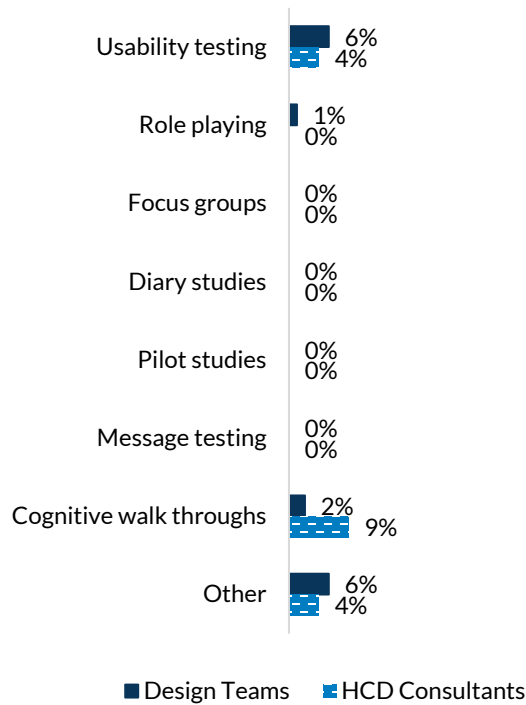 Usability testing
6%
4%
Role playing
1%
0%
Focus groups
0%
0%
Diary studies
0%
0%
Pilot studies
0%
0%
Message testing
0%
0%
Cognitive walk throughs
2%
9%
Other
6%
4%
Design Teams HCD Consultants